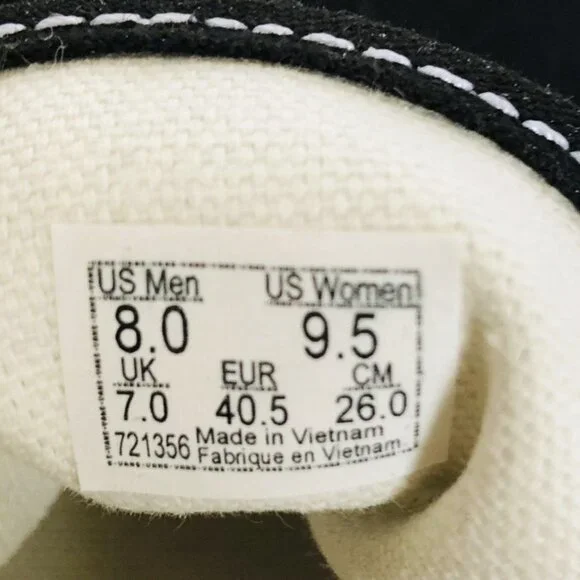 US Men US Women
8.0 9.5
UK EUR CM
7.0 40.5 26.0
721356 Made in Vietnam
Fabrique en Vietnam